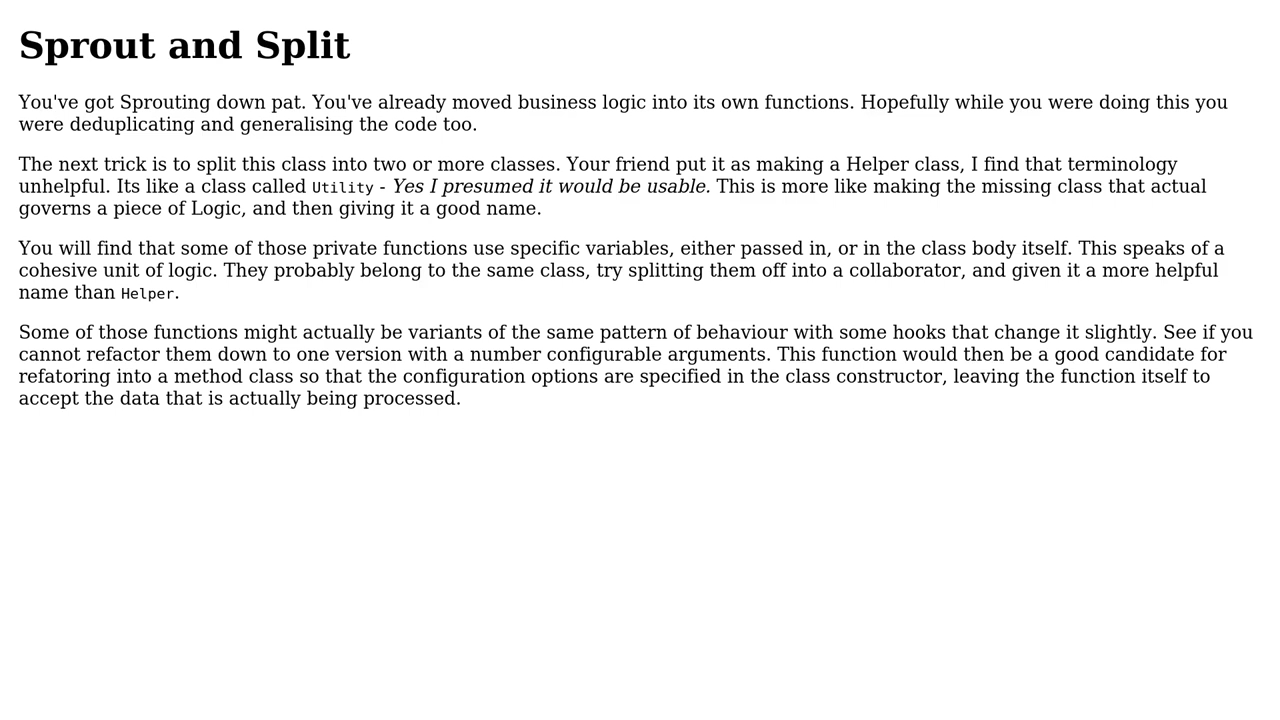 Sprout and Split
You've got Sprouting down pat. You've already moved business logic into its own functions. Hopefully while you were doing this you
were deduplicating and generalising the code too.
The next trick is to split this class into two or more classes. Your friend put it as making a Helper class, I find that terminology
unhelpful. Its like a class called Utility - Yes I presumed it would be usable. This is more like making the missing class that actual
governs a piece of Logic, and then giving it a good name.
You will find that some of those private functions use specific variables, either passed in, or in the class body itself. This speaks of a
cohesive unit of logic. They probably belong to the same class, try splitting them off into a collaborator, and given it a more helpful
name than Helper.
Some of those functions might actually be variants of the same pattern of behaviour with some hooks that change it slightly. See if you
cannot refactor them down to one version with a number configurable arguments. This function would then be a good candidate for
refatoring into a method class so that the configuration options are specified in the class constructor, leaving the function itself to
accept the data that is actually being processed.